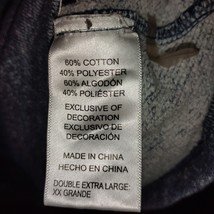 60% COTTON
40% POLYESTER
60% ALGODÓN
40% POLIÉSTER
EXCLUSIVE OF
DECORATION
EXCLUSIVO DE
DECORACIÓN
MADE IN CHINA
HECHO EN CHINA
DOUBLE EXTRA LARGE:
XX GRANDE